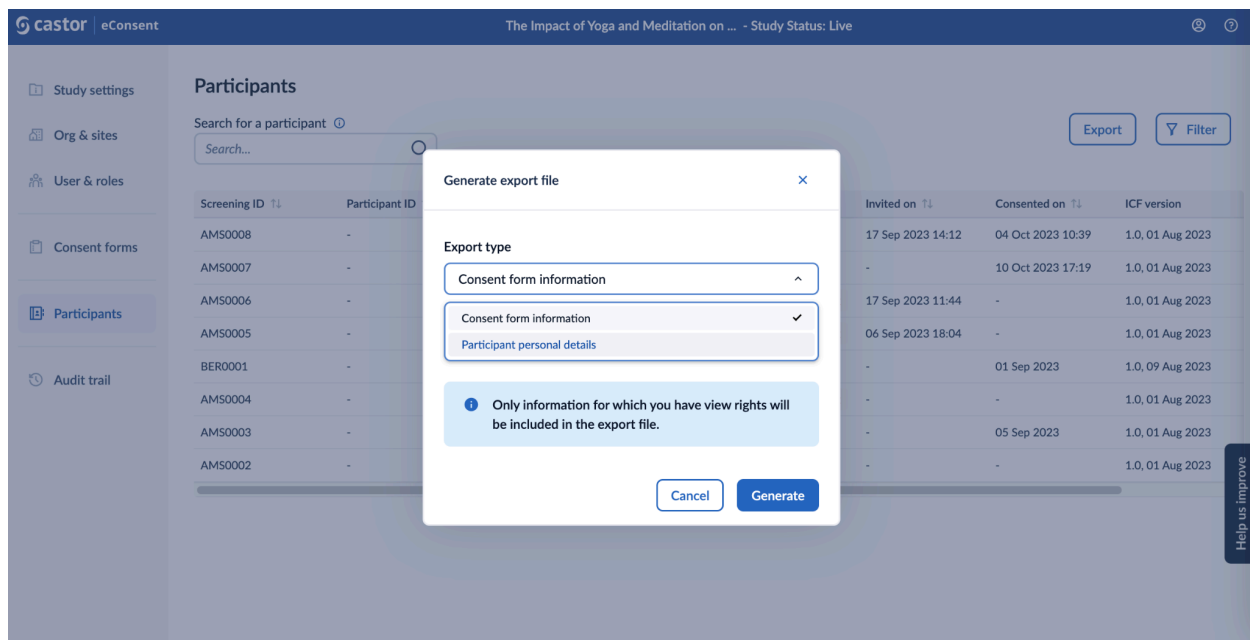 castor eConsent
The Impact of Yoga and Meditation on ... - Study Status: Live
Study settings
Org & sites
User & roles
Consent forms
Participants
Audit trail
Participants
Search for a participant
Search...
Export
Filter
Screening ID Participant ID Invited on Consented on ICF version
AMS0008 - 17 Sep 2023 14:12 04 Oct 2023 10:39 1.0, 01 Aug 2023
AMS0007 - - 10 Oct 2023 17:19 1.0, 01 Aug 2023
AMS0006 - 17 Sep 2023 11:44 - 1.0, 01 Aug 2023
AMS0005 - 06 Sep 2023 18:04 - 1.0, 01 Aug 2023
BER0001 - - 01 Sep 2023 1.0, 09 Aug 2023
AMS0004 - - - 1.0, 01 Aug 2023
AMS0003 - - 05 Sep 2023 1.0, 01 Aug 2023
AMS0002 - - - 1.0, 01 Aug 2023
Generate export file
Export type
Consent form information
Consent form information
Participant personal details
Only information for which you have view rights will
be included in the export file.
Cancel
Generate
Help us improve